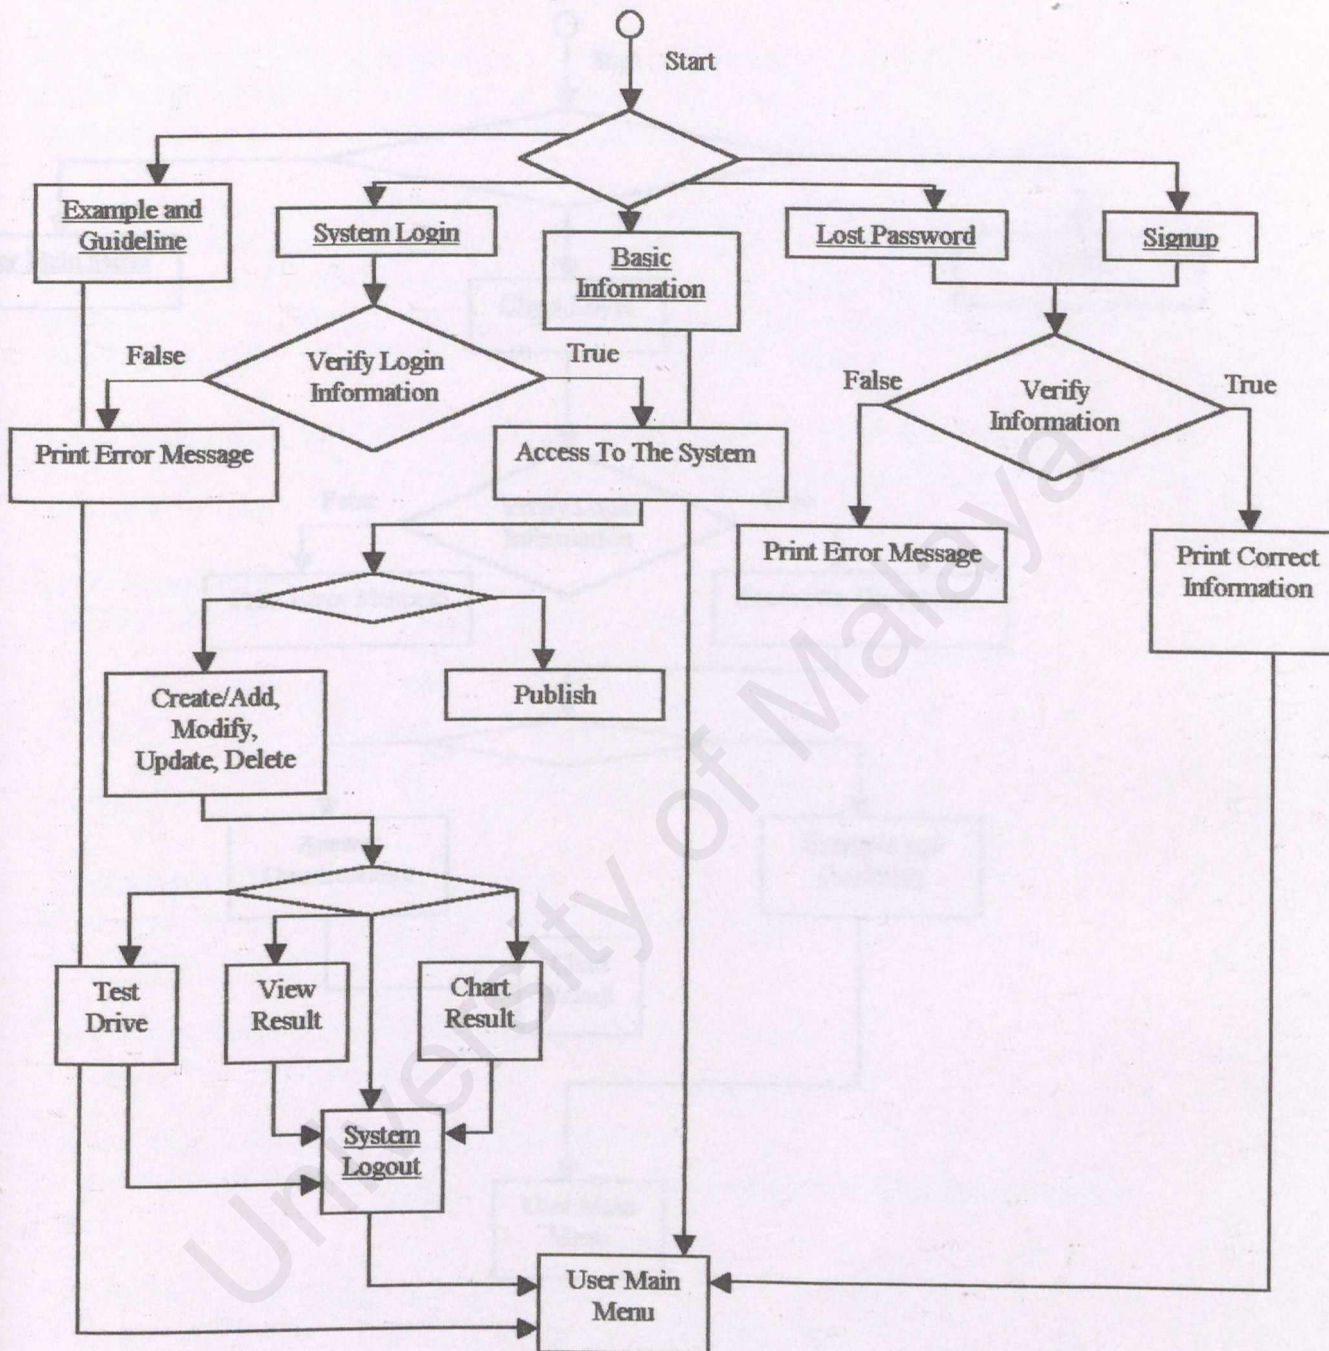 Start
Example and
Guideline
System Login
Basic
Information
Lost Password
Signup
False
Verify Login
Information
True
False
Verify
Information
True
Print Error Message
Access To The System
Print Error Message
Print Correct
Information
Create/Add,
Modify,
Update, Delete
Publish
Test
Drive
View
Result
Chart
Result
System
Logout
User Main
Menu
University of Malaya